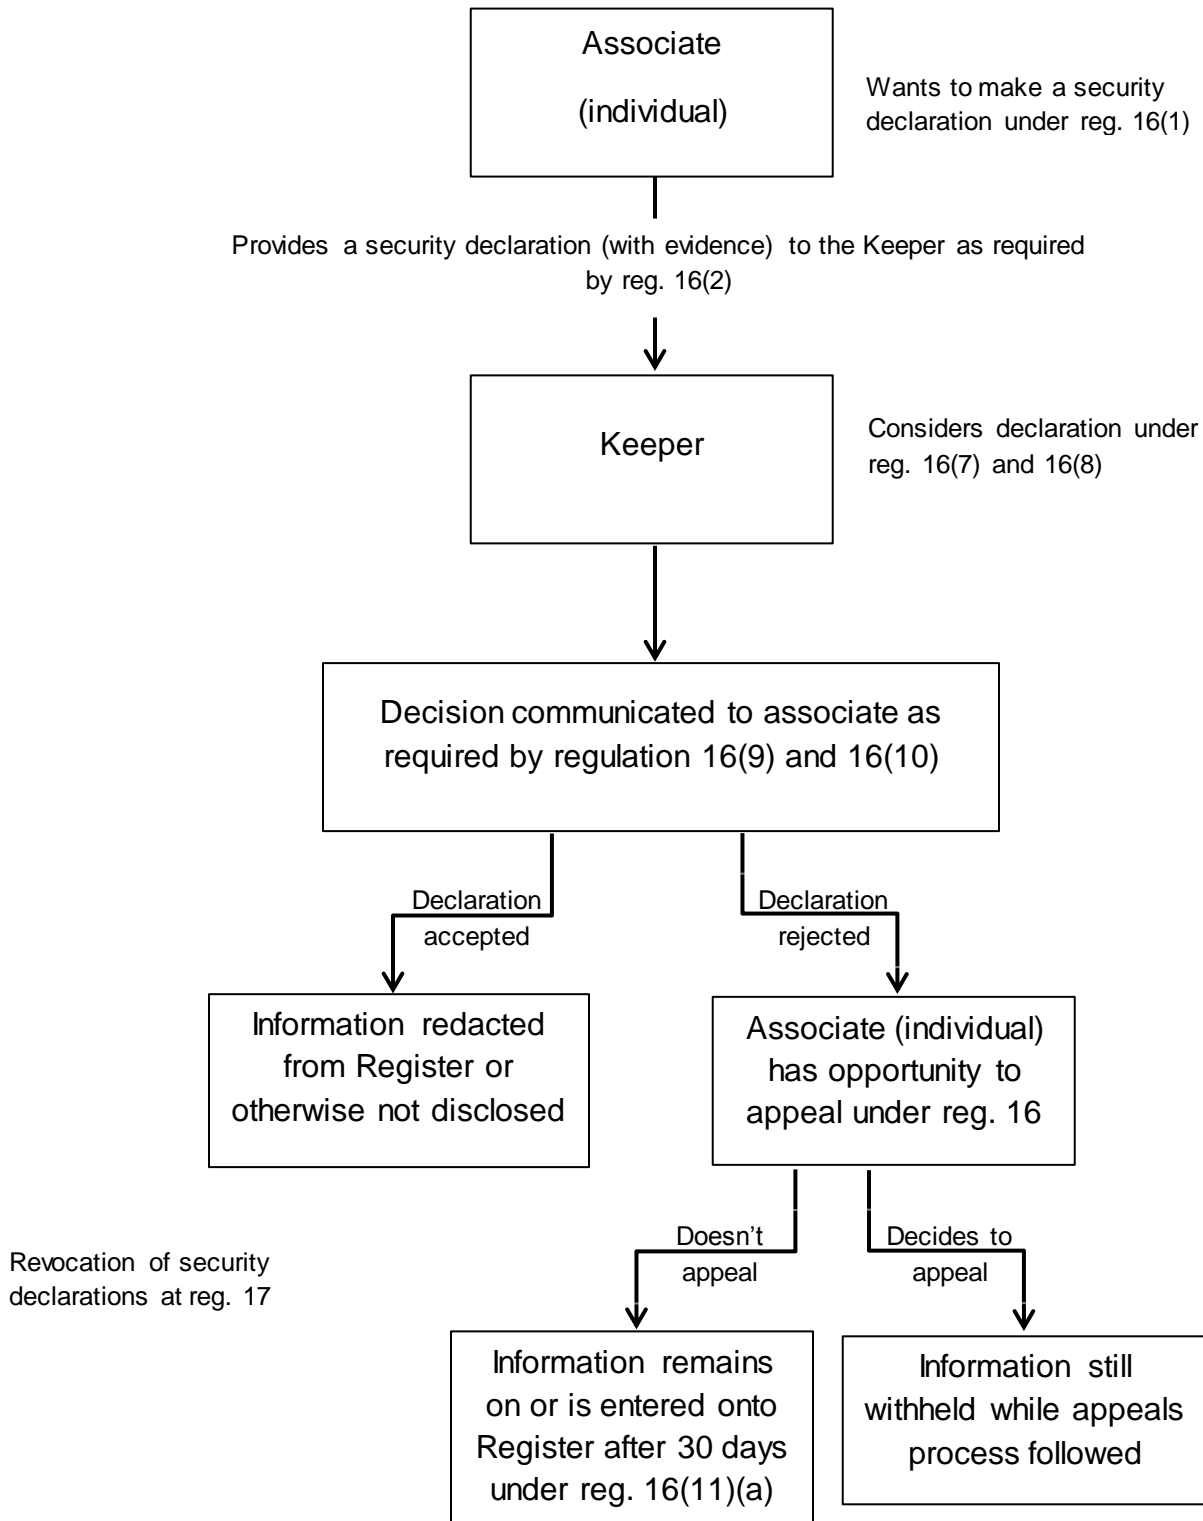 Associate
(individual)
Wants to make a security
declaration under reg. 16(1)
Provides a security declaration (with evidence) to the Keeper as required
by reg. 16(2)
Keeper
Considers declaration under
reg. 16(7) and 16(8)
Decision communicated to associate as
required by regulation 16(9) and 16(10)
Declaration
accepted
Declaration
rejected
Information redacted
from Register or
otherwise not disclosed
Associate (individual)
has opportunity to
appeal under reg. 16
Revocation of security
declarations at reg. 17
Doesn't
appeal
Decides to
appeal
Information remains
on or is entered onto
Register after 30 days
under reg. 16(11)(a)
Information still
withheld while appeals
process followed